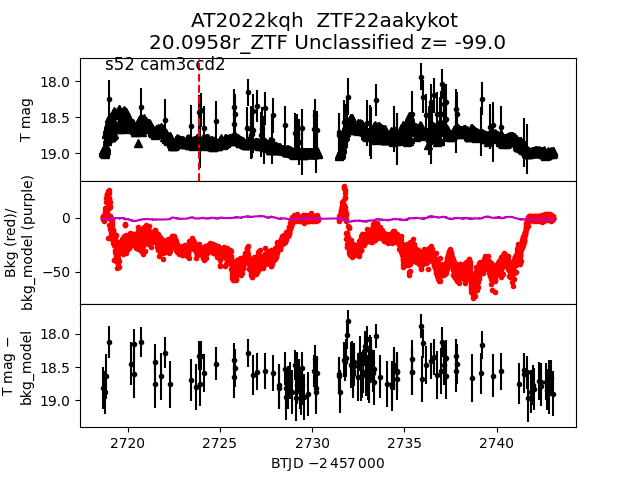 AT2022kqh  ZTF22aakykot
20.0958r_ZTF Unclassified z= -99.0
s52 cam3ccd2
T mag
18.0
18.5
19.0
Bkg (red)/
bkg_model (purple)
0
−50
T mag −
bkg_model
18.0
18.5
19.0
2720 2725 2730 2735 2740
BTJD −2 457 000